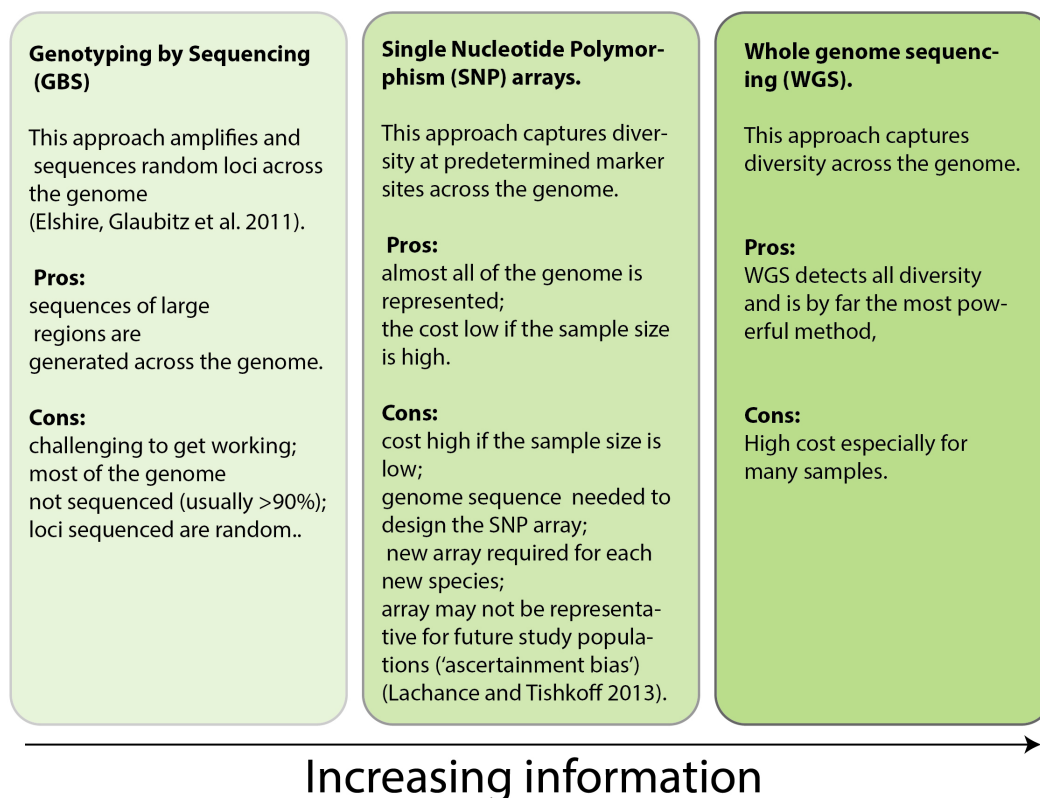 Genotyping by Sequencing
(GBS)
This approach amplifies and
sequences random loci across
the genome
(Elshire, Glaubitz et al. 2011).
Pros:
sequences of large
regions are
generated across the genome.
Cons:
challenging to get working;
most of the genome
not sequenced (usually >90%);
loci sequenced are random..
Single Nucleotide Polymor-
phism (SNP) arrays.
This approach captures diver-
sity at predetermined marker
sites across the genome.
Pros:
almost all of the genome is
represented;
the cost low if the sample size
is high.
Cons:
cost high if the sample size is
low;
genome sequence needed to
design the SNP array;
new array required for each
new species;
array may not be representa-
tive for future study popula-
tions (‘ascertainment bias’)
(Lachance and Tishkoff 2013).
Whole genome sequenc-
ing (WGS).
This approach captures
diversity across the genome.
Pros:
WGS detects all diversity
and is by far the most pow-
erful method,
Cons:
High cost especially for
many samples.
Increasing information